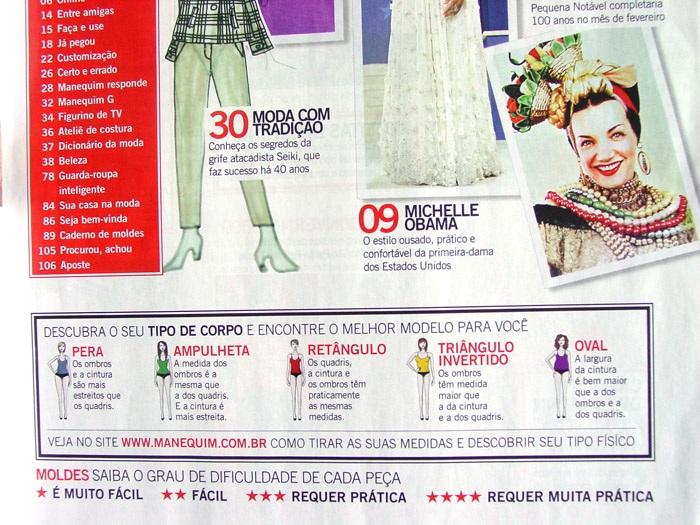 06 Online
14 Entre amigas
15 Faça e use
18 Já pegou
22 Customização
26 Certo e errado
28 Manequim responde
32 Manequim G
34 Figurino de TV
36 Ateliê de costura
37 Dicionário da moda
38 Beleza
78 Guarda-roupa
inteligente
84 Sua casa na moda
86 Seja bem-vinda
89 Caderno de moldes
105 Procurou, achou
106 Aposte
30 MODA COM
TRADIÇÃO
Conheça os segredos da
grife atacadista Seiki, que
faz sucesso há 40 anos
09 MICHELLE
OBAMA
O estilo ousado, prático e
confortável da primeira-dama
dos Estados Unidos
Pequena Notável completaria
100 anos no mês de fevereiro
DESCUBRA O SEU TIPO DE CORPO E ENCONTRE O MELHOR MODELO PARA VOCÊ
PERA
Os ombros
e a cintura
são mais
estreitos que
os quadris.
AMPULHETA
A medida dos
ombros é a
mesma que
a dos quadris.
E a cintura é
mais estreita.
RETÂNGULO
Os quadris,
a cintura e
os ombros têm
praticamente
as mesmas
medidas.
TRIÂNGULO
INVERTIDO
Os ombros
têm medida
maior que
a da cintura
e a dos quadris.
OVAL
A largura
da cintura
é bem maior
que a dos
ombros e a
dos quadris.
VEJA NO SITE WWW.MANEQUIM.COM.BR COMO TIRAR AS SUAS MEDIDAS E DESCOBRIR SEU TIPO FÍSÍCO
MOLDES SAIBA O GRAU DE DIFICULDADE DE CADA PEÇA
★ É MUITO FÁCIL ★★ FÁCIL ★★★ REQUER PRÁTICA ★★★★ REQUER MUITA PRÁTICA